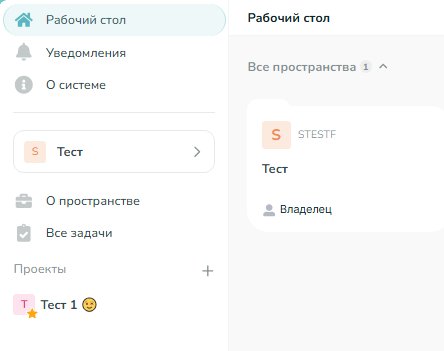 Рабочий стол
Уведомления
О системе
S Тест
О пространстве
Все задачи
Проекты
T Тест 1
Рабочий стол
Все пространства 1
S STESTF
Тест
Владелец